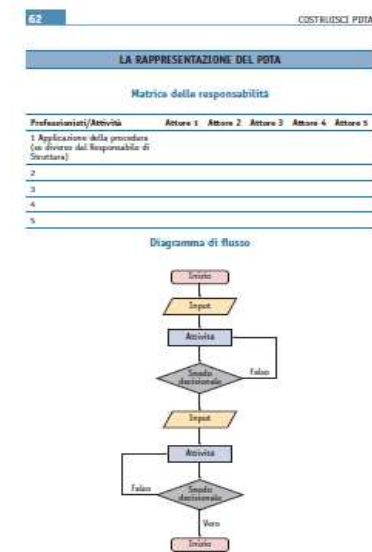 62
COSTRUISCI PDTA
LA RAPPRESENTAZIONE DEL PDTA
Matrice delle responsabilità
Professionisti/Attività Attore 1 Attore 2 Attore 3 Attore 4 Attore 5
1 Applicazione della procedura
(se diverso dal Responsabile di
Struttura)
2
3
4
5
Diagramma di flusso
Inizio
Input
Attività
Snodo
decisionale
Falso
Input
Attività
Falso
Snodo
decisionale
Vero
Inizio